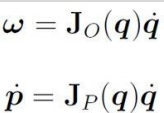 𝝎 = 𝐉_O(𝒒)𝒒̇
𝒑̇ = 𝐉_P(𝒒)𝒒̇